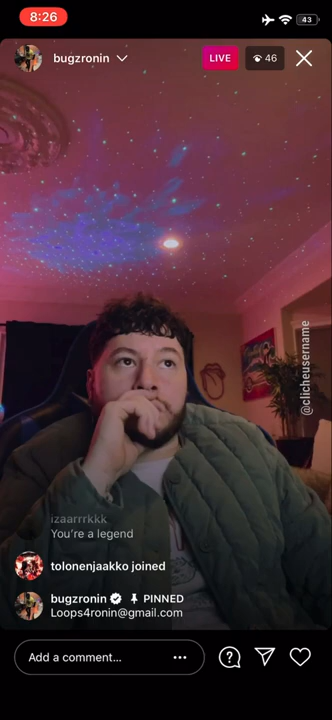 8:26
43
bugzronin
LIVE
46
@clicheusername
izaarrrkkk
You're a legend
tolonenjaakko joined
bugzronin PINNED
Loops4ronin@gmail.com
Add a comment...